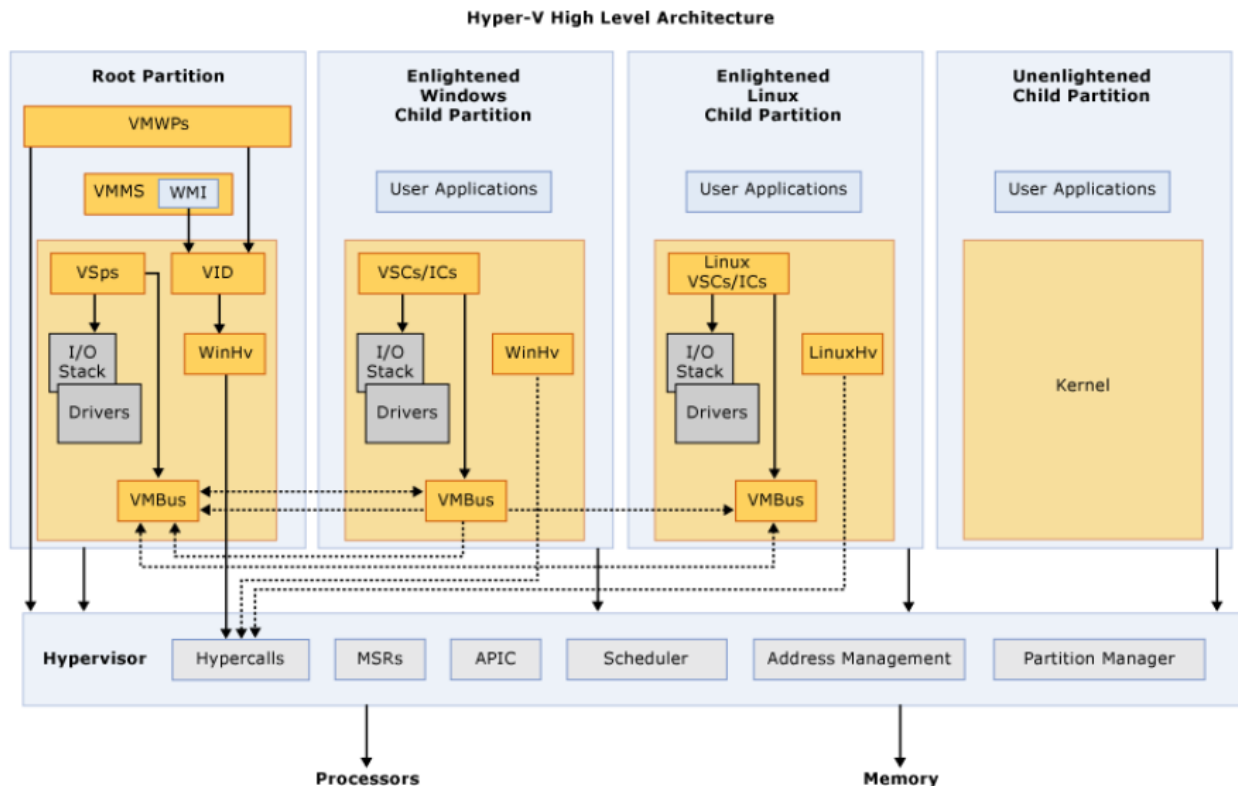 Hyper-V High Level Architecture
Root Partition
VMWPs
VMMS
WMI
VSps
VID
I/O
Stack
Drivers
WinHv
VMBus
Enlightened
Windows
Child Partition
User Applications
VSCs/ICs
I/O
Stack
Drivers
WinHv
VMBus
Enlightened
Linux
Child Partition
User Applications
Linux
VSCs/ICs
I/O
Stack
Drivers
LinuxHv
VMBus
Unenlightened
Child Partition
User Applications
Kernel
Hypervisor
Hypercalls
MSRs
APIC
Scheduler
Address Management
Partition Manager
Processors
Memory